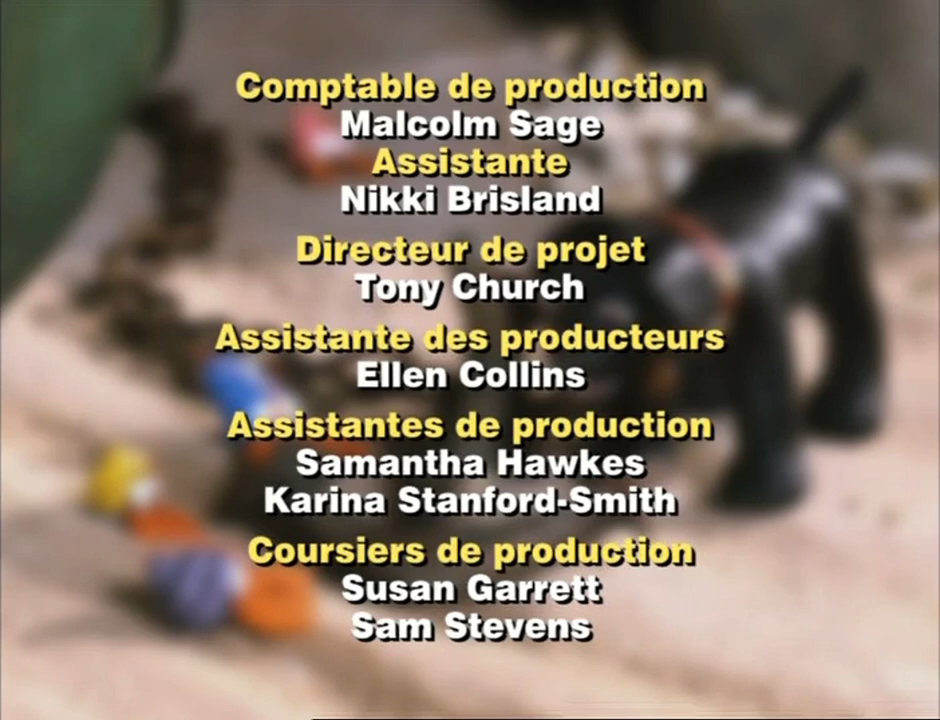 Comptable de production
Malcolm Sage
Assistante
Nikki Brisland
Directeur de projet
Tony Church
Assistante des producteurs
Ellen Collins
Assistantes de production
Samantha Hawkes
Karina Stanford-Smith
Coursiers de production
Susan Garrett
Sam Stevens